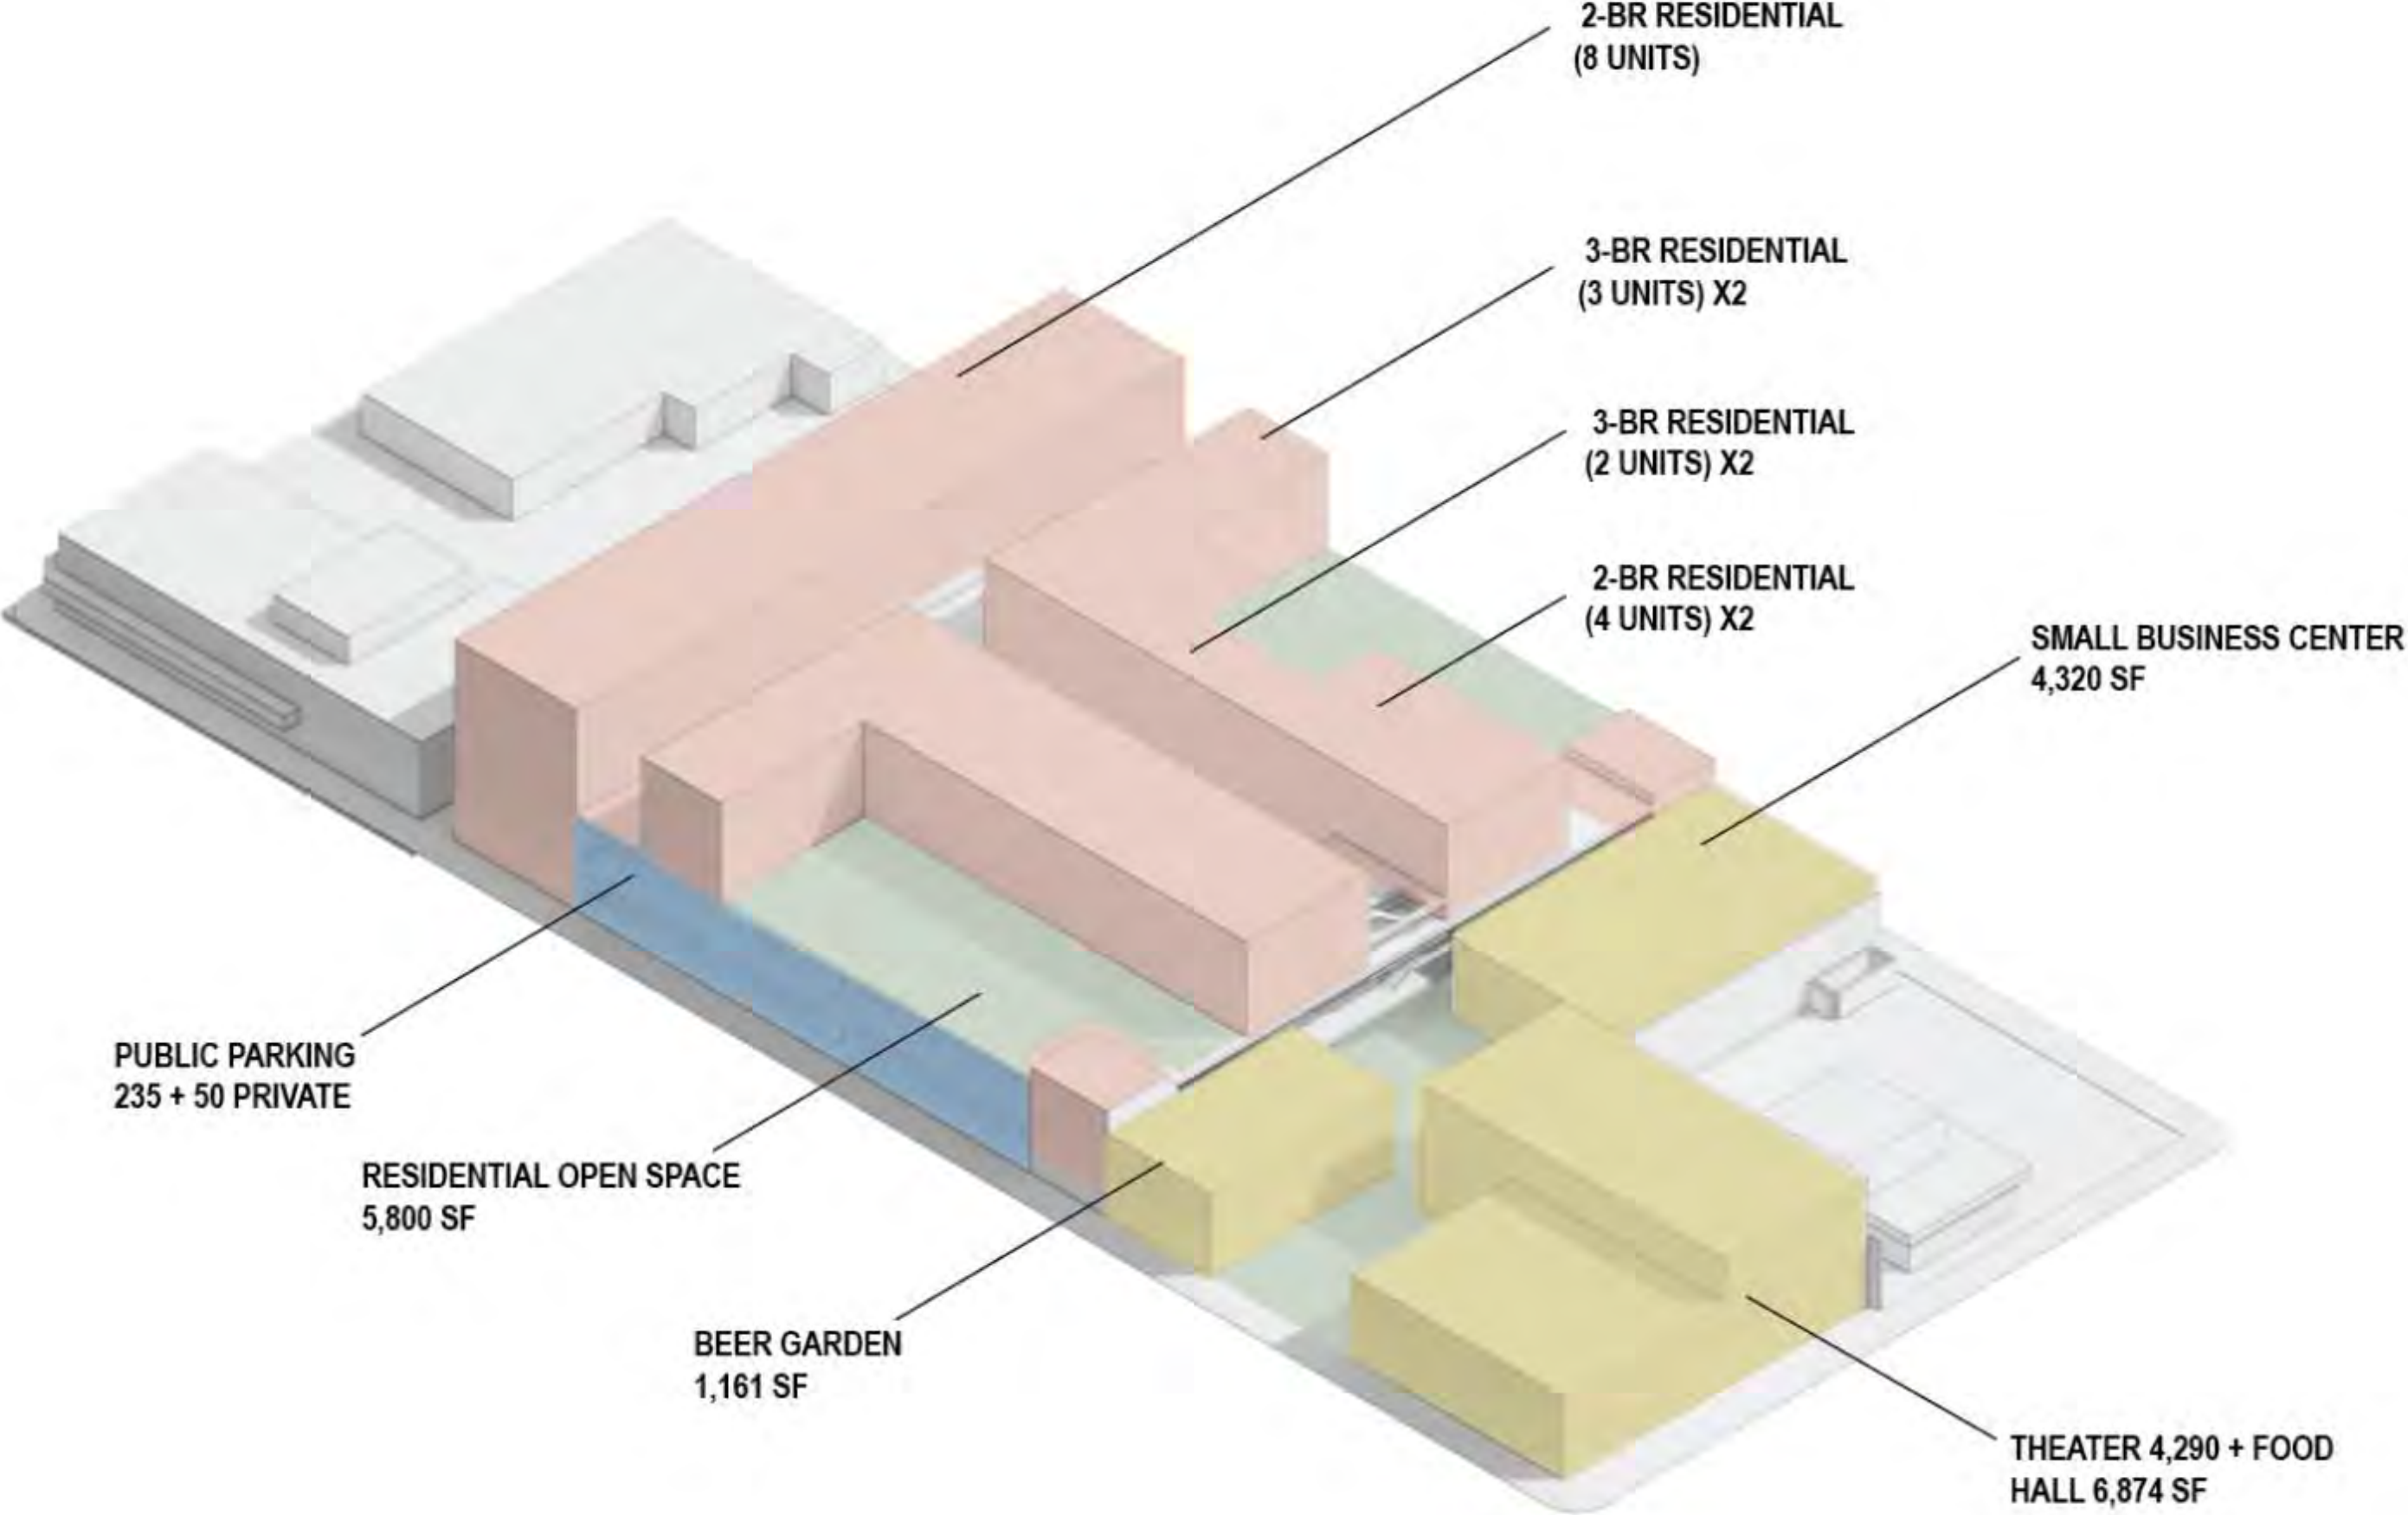 2-BR RESIDENTIAL
(8 UNITS)
3-BR RESIDENTIAL
(3 UNITS) X2
3-BR RESIDENTIAL
(2 UNITS) X2
2-BR RESIDENTIAL
(4 UNITS) X2
SMALL BUSINESS CENTER
4,320 SF
PUBLIC PARKING
235 + 50 PRIVATE
RESIDENTIAL OPEN SPACE
5,800 SF
BEER GARDEN
1,161 SF
THEATER 4,290 + FOOD
HALL 6,874 SF